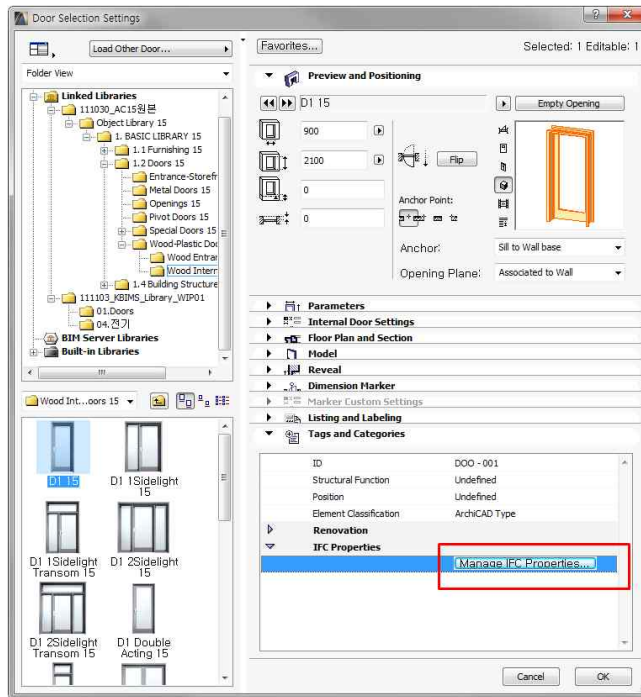 Door Selection Settings
Load Other Door...
Folder View
Linked Libraries
111030_AC15원본
Object Library 15
1. BASIC LIBRARY 15
1.1 Furnishing 15
1.2 Doors 15
Entrance-Storefr
Metal Doors 15
Openings 15
Pivot Doors 15
Special Doors 15
Wood-Plastic Doo
Wood Entrar
Wood Intern
1.4 Building Structure
111103_KBIMS_Library_WIP01
01.Doors
04.전기
BIM Server Libraries
Built-in Libraries
Wood Int...oors 15
D1 15
D1 1Sidelight
15
D1 1Sidelight
Transom 15
D1 2Sidelight
15
D1 2Sidelight
Transom 15
D1 Double
Acting 15
Favorites...
Selected: 1 Editable: 1
Preview and Positioning
D1 15
Empty Opening
900
2100
0
0
Flip
Anchor Point:
Anchor:
Sill to Wall base
Opening Plane:
Associated to Wall
Parameters
Internal Door Settings
Floor Plan and Section
Model
Reveal
Dimension Marker
Marker Custom Settings
Listing and Labeling
Tags and Categories
ID DOO - 001
Structural Function Undefined
Position Undefined
Element Classification ArchiCAD Type
Renovation
IFC Properties
Manage IFC Properties...
Cancel
OK